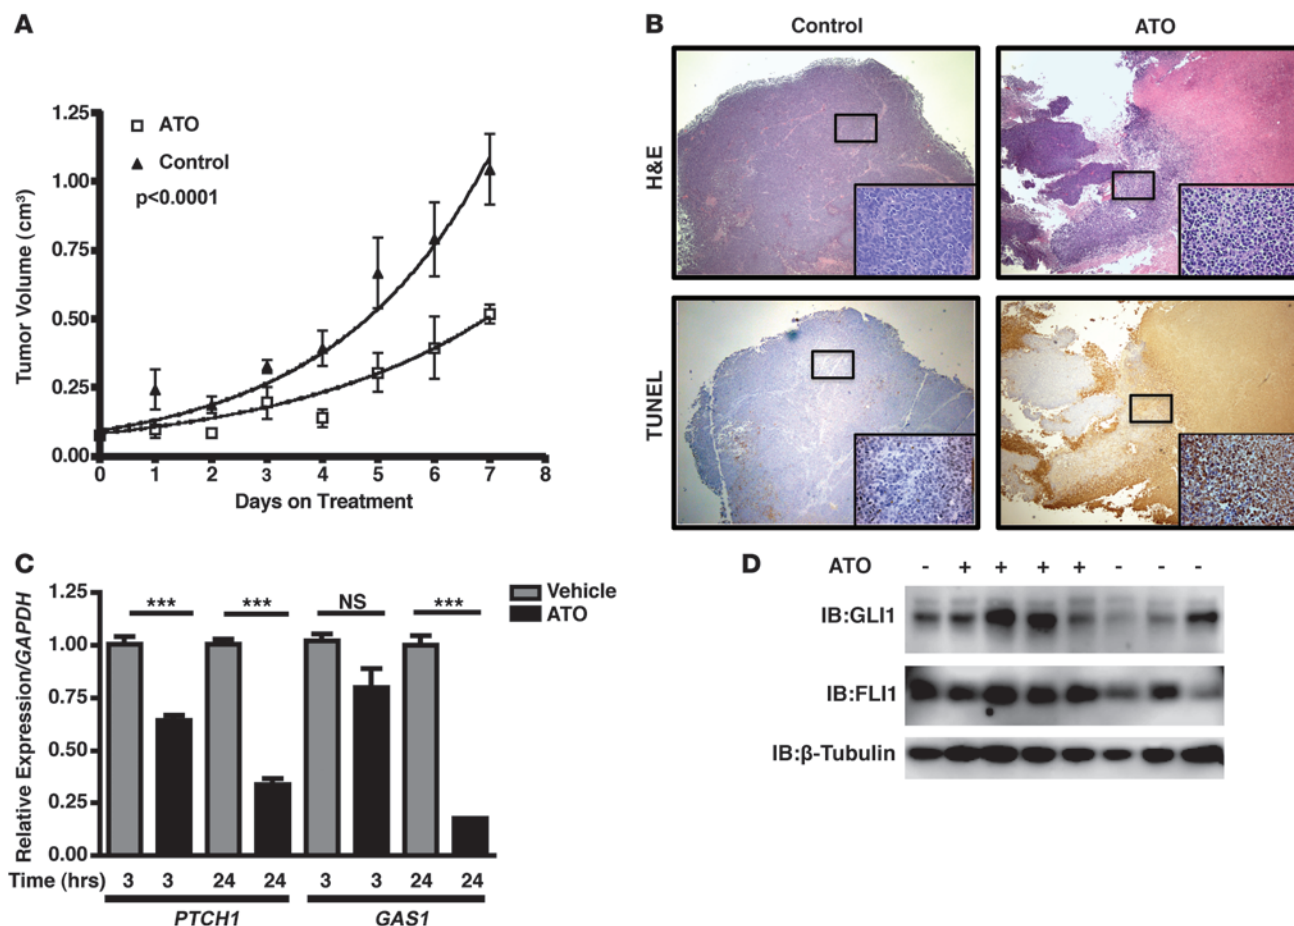 A
1.25
1.00
0.75
0.50
0.25
0.00
ATO
Control
p<0.0001
Tumor Volume (cm³)
0 1 2 3 4 5 6 7 8
Days on Treatment
B
Control ATO
H&E
TUNEL
C
1.25
1.00
0.75
0.50
0.25
0.00
Relative Expression/GAPDH
*** *** NS ***
Vehicle
ATO
Time (hrs) 3 3 24 24 3 3 24 24
PTCH1 GAS1
D
ATO - + + + + - - -
IB:GLI1
IB:FLI1
IB:β-Tubulin